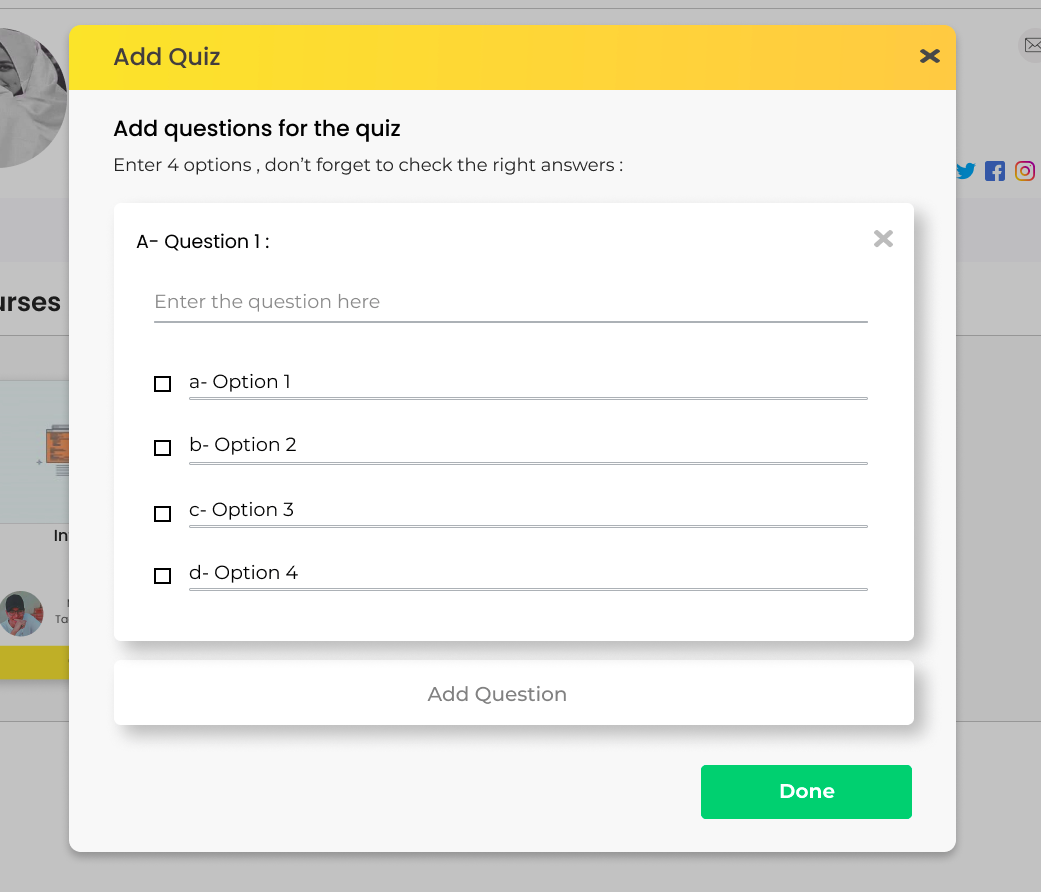 Add Quiz
Add questions for the quiz
Enter 4 options , don't forget to check the right answers :
A- Question 1 :
Enter the question here
a- Option 1
b- Option 2
c- Option 3
d- Option 4
Add Question
Done
urses
In
Ta